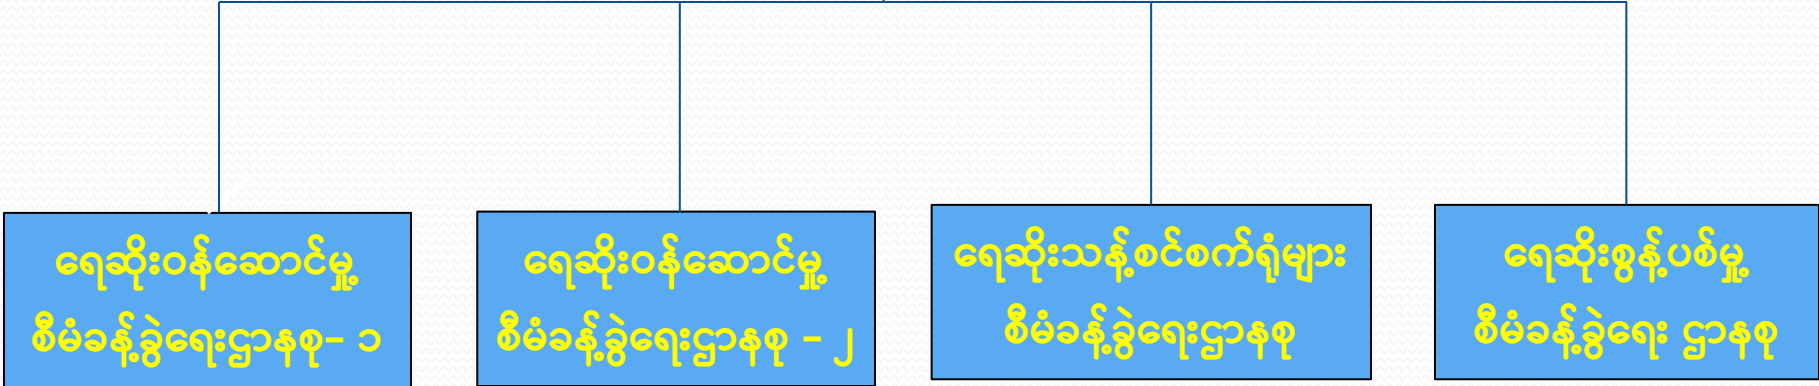 ရေဆိုးဝန်ဆောင်မှု့
စီမံခန့်ခွဲရေးဌာနစု- ၁
ရေဆိုးဝန်ဆောင်မှု့
စီမံခန့်ခွဲရေးဌာနစု - ၂
ရေဆိုးသန့်စင်စက်ရုံများ
စီမံခန့်ခွဲရေးဌာနစု
ရေဆိုးစွန့်ပစ်မှု့
စီမံခန့်ခွဲရေး ဌာနစု